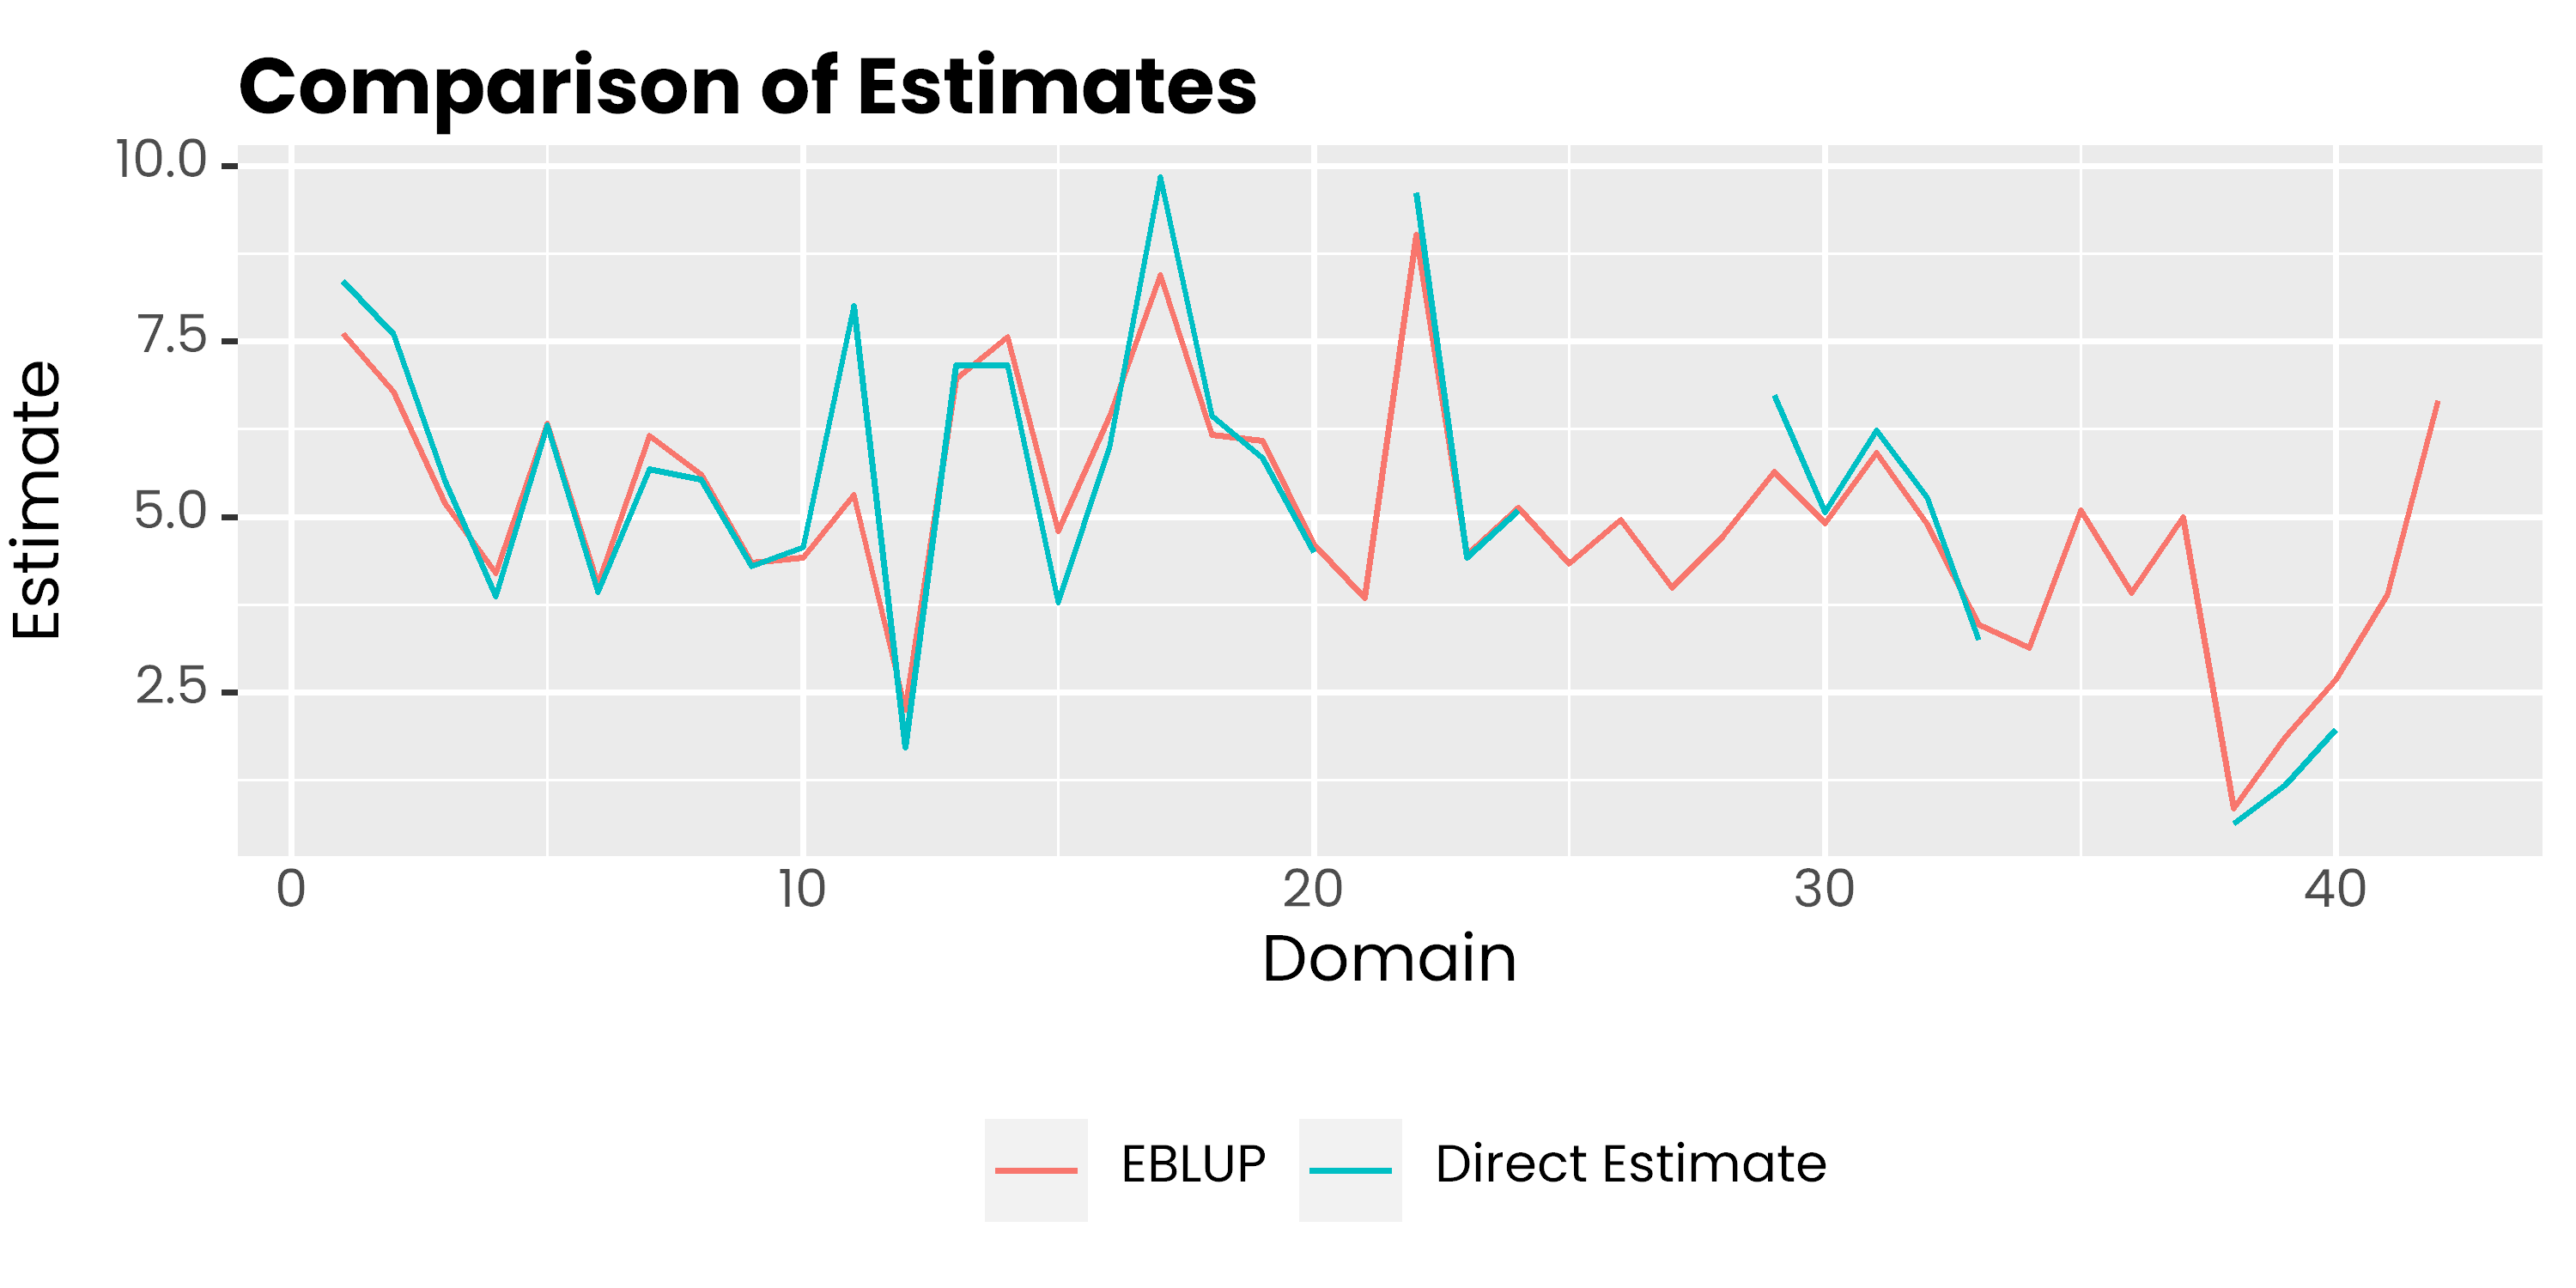 Comparison of Estimates
10.0
7.5
5.0
2.5
Estimate
0 10 20 30 40
Domain
EBLUP Direct Estimate